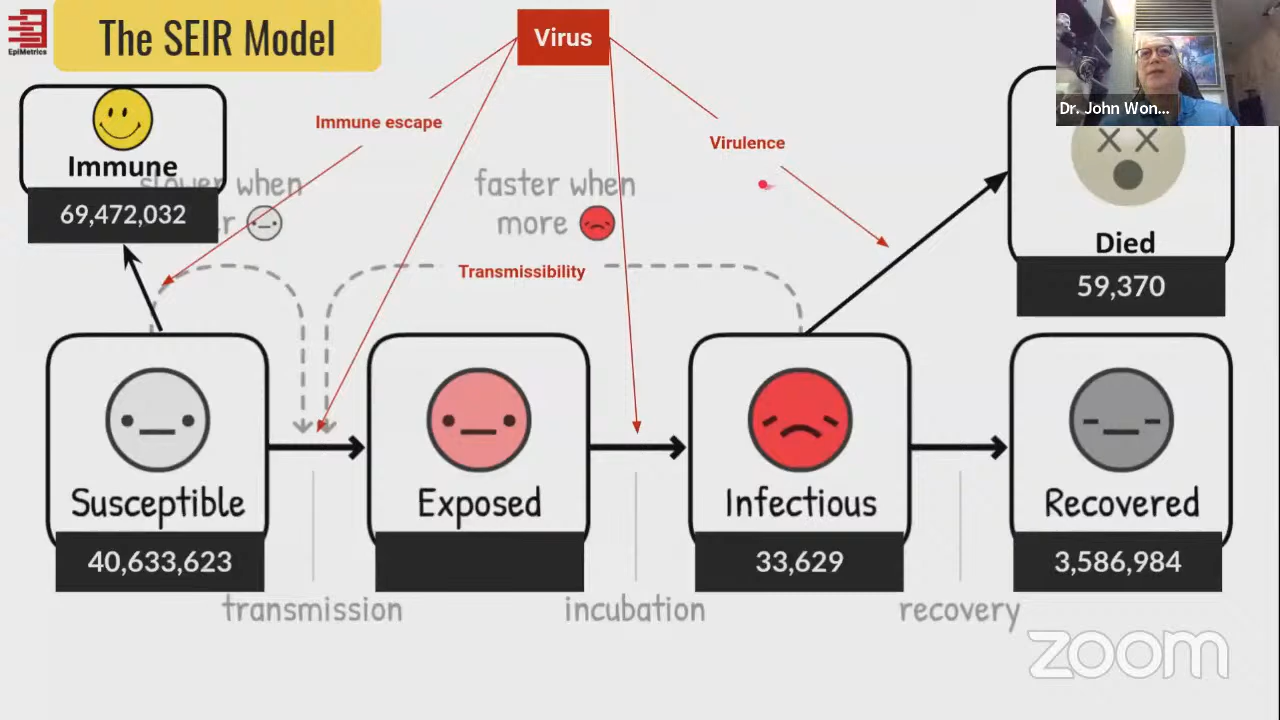 EpiMetrics
The SEIR Model
Virus
Dr. John Won...
Immune escape
Virulence
Immune
slower when
faster when
more
69,472,032
Transmissibility
Died
59,370
Susceptible
Exposed
Infectious
Recovered
40,633,623
33,629
3,586,984
transmission
incubation
recovery
zoom